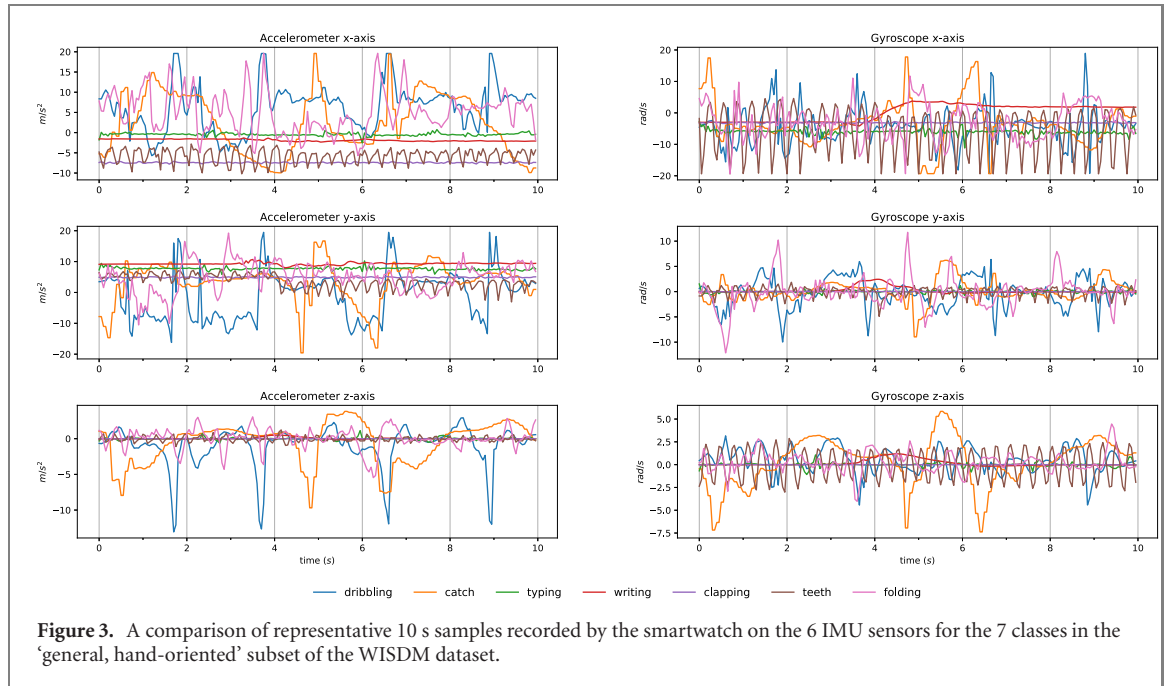 Accelerometer x-axis
20
15
10
5
0
−5
−10
m/s²
0 2 4 6 8 10
Gyroscope x-axis
20
10
0
−10
−20
rad/s
0 2 4 6 8 10
Accelerometer y-axis
20
10
0
−10
−20
m/s²
0 2 4 6 8 10
Gyroscope y-axis
10
5
0
−5
−10
rad/s
0 2 4 6 8 10
Accelerometer z-axis
0
−5
−10
m/s²
0 2 4 6 8 10
time (s)
Gyroscope z-axis
5.0
2.5
0.0
−2.5
−5.0
−7.5
rad/s
0 2 4 6 8 10
time (s)
dribbling catch typing writing clapping teeth folding
Figure 3. A comparison of representative 10 s samples recorded by the smartwatch on the 6 IMU sensors for the 7 classes in the
‘general, hand-oriented’ subset of the WISDM dataset.